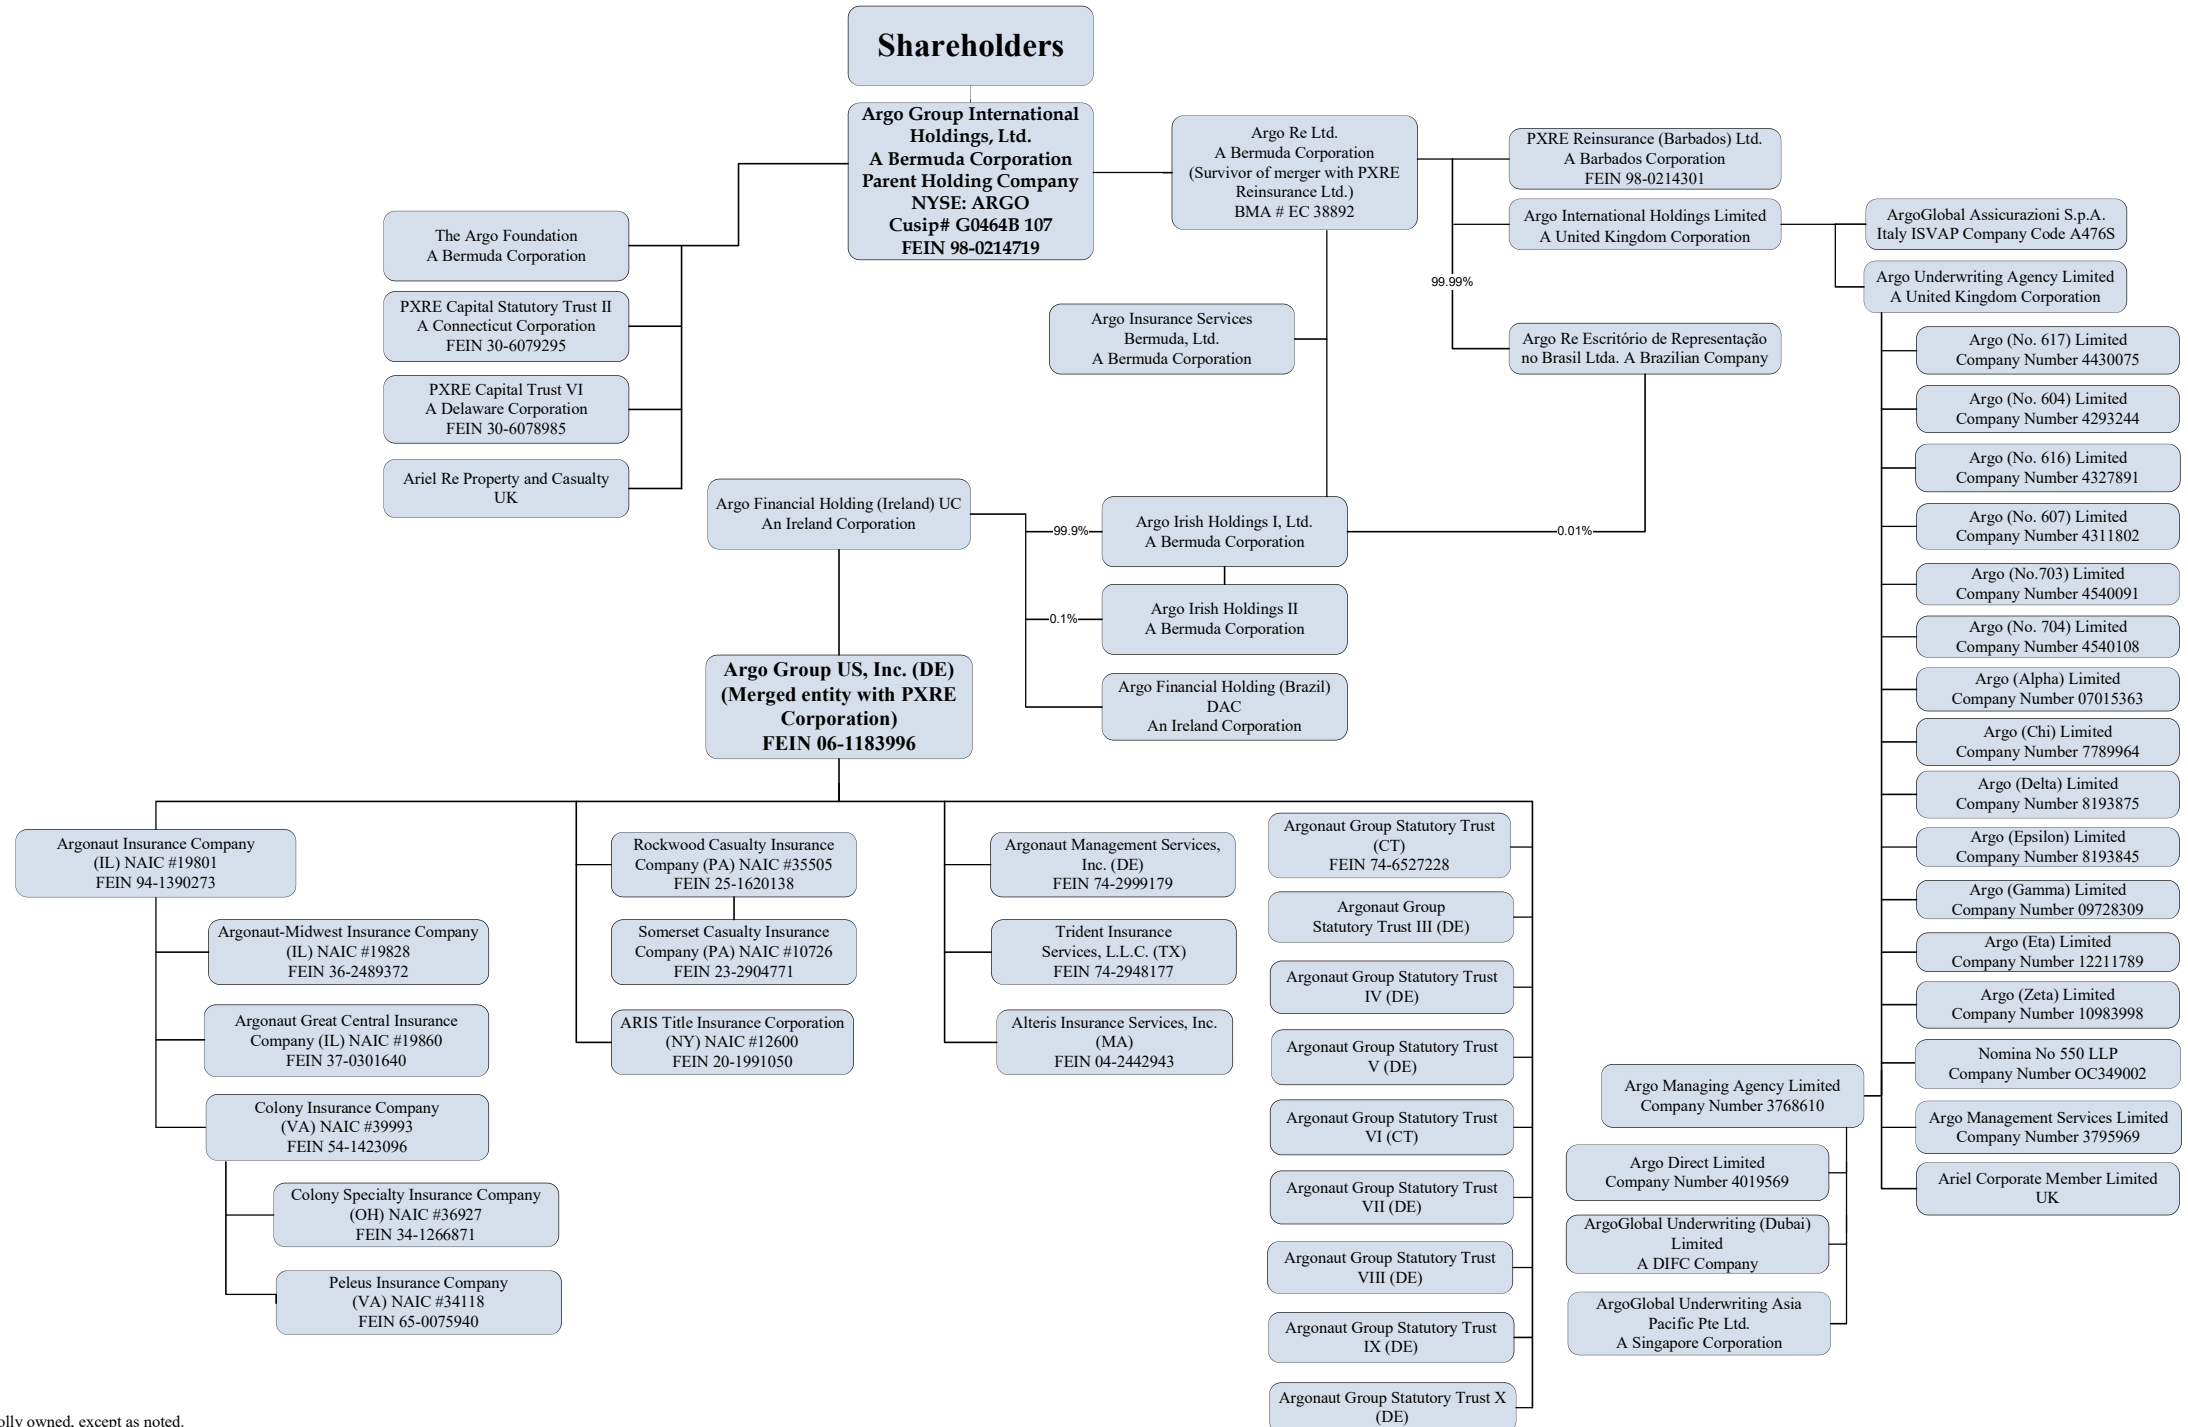 Shareholders
Argo Group International
Holdings, Ltd.
A Bermuda Corporation
Parent Holding Company
NYSE: ARGO
Cusip# G0464B 107
FEIN 98-0214719
Argo Re Ltd.
A Bermuda Corporation
(Survivor of merger with PXRE
Reinsurance Ltd.)
BMA # EC 38892
PXRE Reinsurance (Barbados) Ltd.
A Barbados Corporation
FEIN 98-0214301
Argo International Holdings Limited
A United Kingdom Corporation
99.99%
Argo Re Escritório de Representação
no Brasil Ltda. A Brazilian Company
ArgoGlobal Assicurazioni S.p.A.
Italy ISVAP Company Code A476S
Argo Underwriting Agency Limited
A United Kingdom Corporation
The Argo Foundation
A Bermuda Corporation
PXRE Capital Statutory Trust II
A Connecticut Corporation
FEIN 30-6079295
PXRE Capital Trust VI
A Delaware Corporation
FEIN 30-6078985
Ariel Re Property and Casualty
UK
Argo Insurance Services
Bermuda, Ltd.
A Bermuda Corporation
Argo Financial Holding (Ireland) UC
An Ireland Corporation
99.9%
Argo Irish Holdings I, Ltd.
A Bermuda Corporation
0.01%
0.1%
Argo Irish Holdings II
A Bermuda Corporation
Argo Financial Holding (Brazil)
DAC
An Ireland Corporation
Argo Group US, Inc. (DE)
(Merged entity with PXRE
Corporation)
FEIN 06-1183996
Argonaut Insurance Company
(IL) NAIC #19801
FEIN 94-1390273
Argonaut-Midwest Insurance Company
(IL) NAIC #19828
FEIN 36-2489372
Argonaut Great Central Insurance
Company (IL) NAIC #19860
FEIN 37-0301640
Colony Insurance Company
(VA) NAIC #39993
FEIN 54-1423096
Colony Specialty Insurance Company
(OH) NAIC #36927
FEIN 34-1266871
Peleus Insurance Company
(VA) NAIC #34118
FEIN 65-0075940
Rockwood Casualty Insurance
Company (PA) NAIC #35505
FEIN 25-1620138
Somerset Casualty Insurance
Company (PA) NAIC #10726
FEIN 23-2904771
ARIS Title Insurance Corporation
(NY) NAIC #12600
FEIN 20-1991050
Argonaut Management Services,
Inc. (DE)
FEIN 74-2999179
Trident Insurance
Services, L.L.C. (TX)
FEIN 74-2948177
Alteris Insurance Services, Inc.
(MA)
FEIN 04-2442943
Argonaut Group Statutory Trust
(CT)
FEIN 74-6527228
Argonaut Group
Statutory Trust III (DE)
Argonaut Group Statutory Trust
IV (DE)
Argonaut Group Statutory Trust
V (DE)
Argonaut Group Statutory Trust
VI (CT)
Argonaut Group Statutory Trust
VII (DE)
Argonaut Group Statutory Trust
VIII (DE)
Argonaut Group Statutory Trust
IX (DE)
Argonaut Group Statutory Trust X
(DE)
Argo (No. 617) Limited
Company Number 4430075
Argo (No. 604) Limited
Company Number 4293244
Argo (No. 616) Limited
Company Number 4327891
Argo (No. 607) Limited
Company Number 4311802
Argo (No.703) Limited
Company Number 4540091
Argo (No. 704) Limited
Company Number 4540108
Argo (Alpha) Limited
Company Number 07015363
Argo (Chi) Limited
Company Number 7789964
Argo (Delta) Limited
Company Number 8193875
Argo (Epsilon) Limited
Company Number 8193845
Argo (Gamma) Limited
Company Number 09728309
Argo (Eta) Limited
Company Number 12211789
Argo (Zeta) Limited
Company Number 10983998
Nomina No 550 LLP
Company Number OC349002
Argo Management Services Limited
Company Number 3795969
Ariel Corporate Member Limited
UK
Argo Managing Agency Limited
Company Number 3768610
Argo Direct Limited
Company Number 4019569
ArgoGlobal Underwriting (Dubai)
Limited
A DIFC Company
ArgoGlobal Underwriting Asia
Pacific Pte Ltd.
A Singapore Corporation
owned, except as noted.